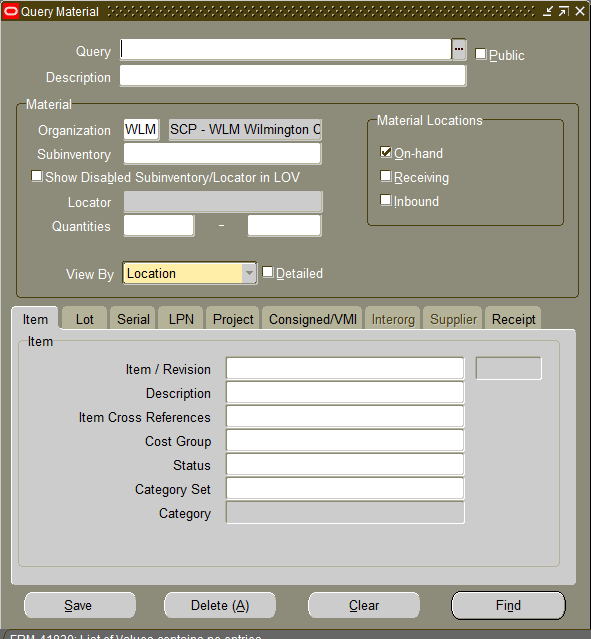 Query Material
Query ... Public
Description
Material
Organization WLM SCP - WLM Wilmington C
Material Locations
Subinventory
On-hand
Show Disabled Subinventory/Locator in LOV
Receiving
Locator
Inbound
Quantities -
View By Location Detailed
Item Lot Serial LPN Project Consigned/VMI Interorg Supplier Receipt
Item
Item / Revision
Description
Item Cross References
Cost Group
Status
Category Set
Category
Save Delete (A) Clear Find
FRM-41830: List of Values contains no entries.